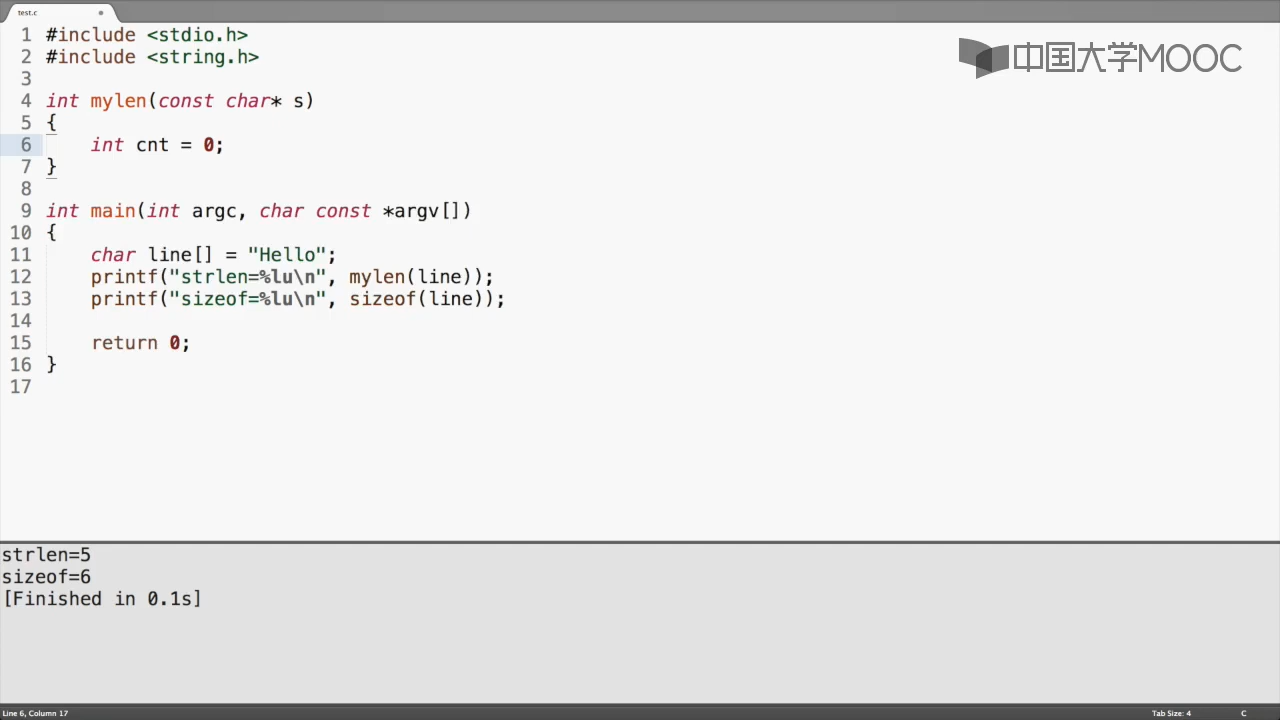 test.c
中国大学MOOC
1 #include <stdio.h>
2 #include <string.h>
3
4 int mylen(const char* s)
5 {
6     int cnt = 0;
7 }
8
9 int main(int argc, char const *argv[])
10 {
11     char line[] = "Hello";
12     printf("strlen=%lu\n", mylen(line));
13     printf("sizeof=%lu\n", sizeof(line));
14
15     return 0;
16 }
17
strlen=5
sizeof=6
[Finished in 0.1s]
Line 6, Column 17
Tab Size: 4
C